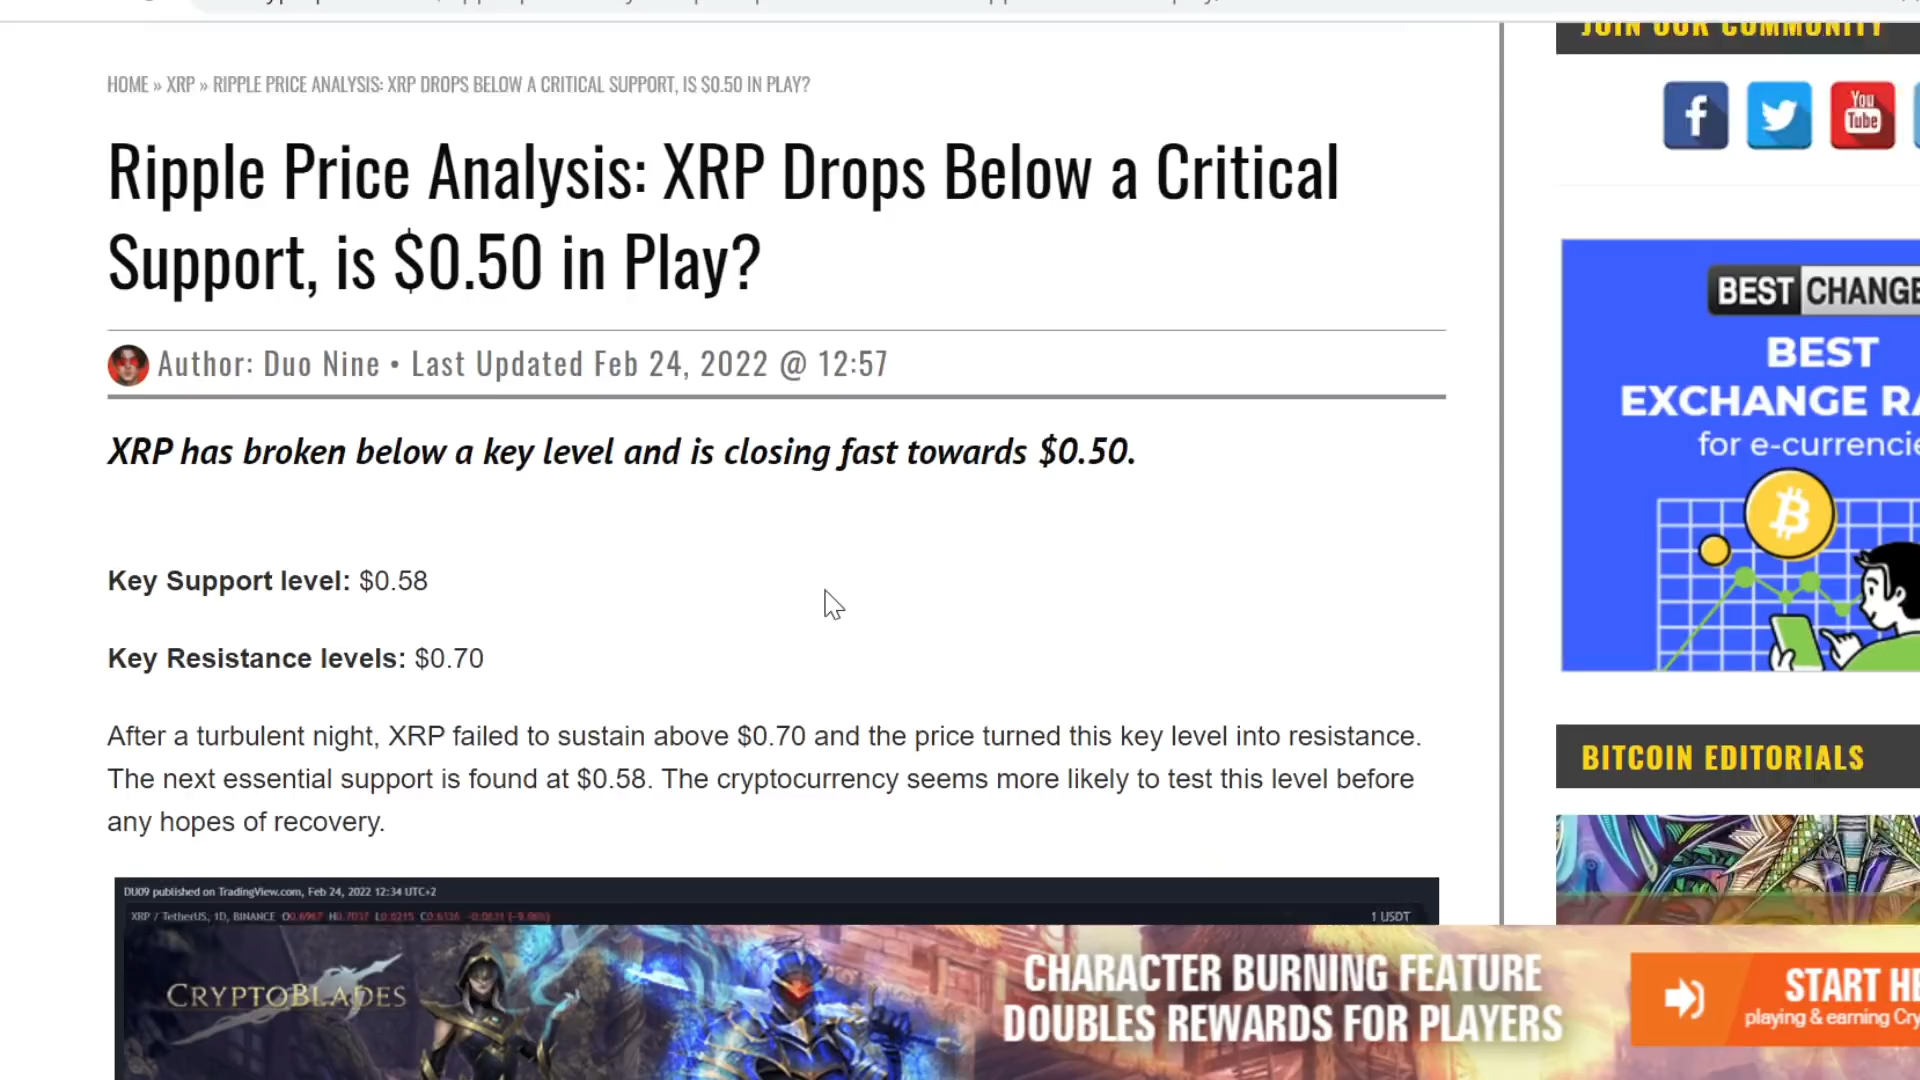 JOIN OUR COMMUNITY
HOME » XRP » RIPPLE PRICE ANALYSIS: XRP DROPS BELOW A CRITICAL SUPPORT, IS $0.50 IN PLAY?
You
Tube
Ripple Price Analysis: XRP Drops Below a Critical
Support, is $0.50 in Play?
Author: Duo Nine • Last Updated Feb 24, 2022 @ 12:57
XRP has broken below a key level and is closing fast towards $0.50.
Key Support level: $0.58
Key Resistance levels: $0.70
After a turbulent night, XRP failed to sustain above $0.70 and the price turned this key level into resistance.
The next essential support is found at $0.58. The cryptocurrency seems more likely to test this level before
any hopes of recovery.
BEST CHANGE
BEST
EXCHANGE RA
for e-currencie
BITCOIN EDITORIALS
DUO9 published on TradingView.com, Feb 24, 2022 12:34 UTC+2
XRP / TetherUS, 1D, BINANCE
1 USDT
CRYPTOBLADES
CHARACTER BURNING FEATURE
DOUBLES REWARDS FOR PLAYERS
START HE
playing & earning Cry